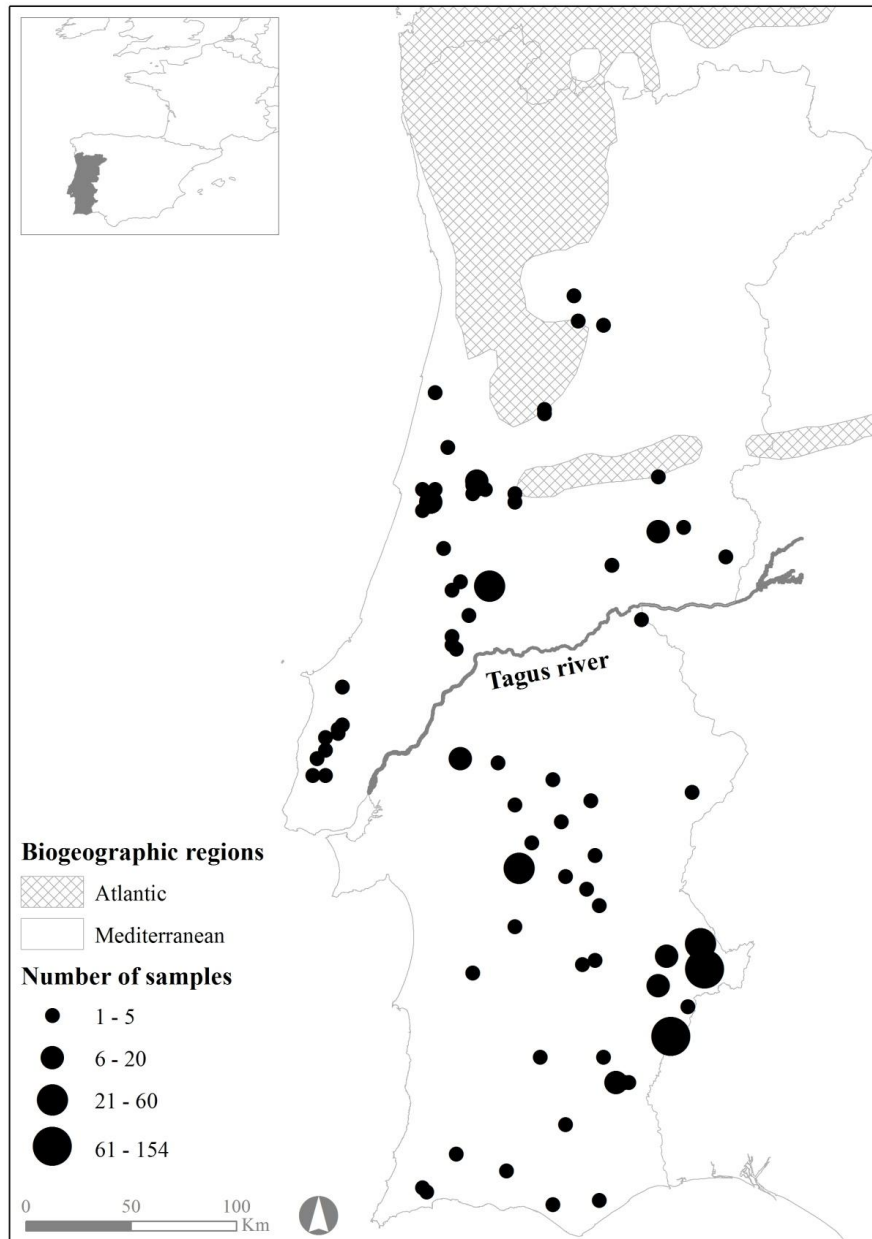 Tagus river
Biogeographic regions
Atlantic
Mediterranean
Number of samples
1 - 5
6 - 20
21 - 60
61 - 154
0 50 100
Km